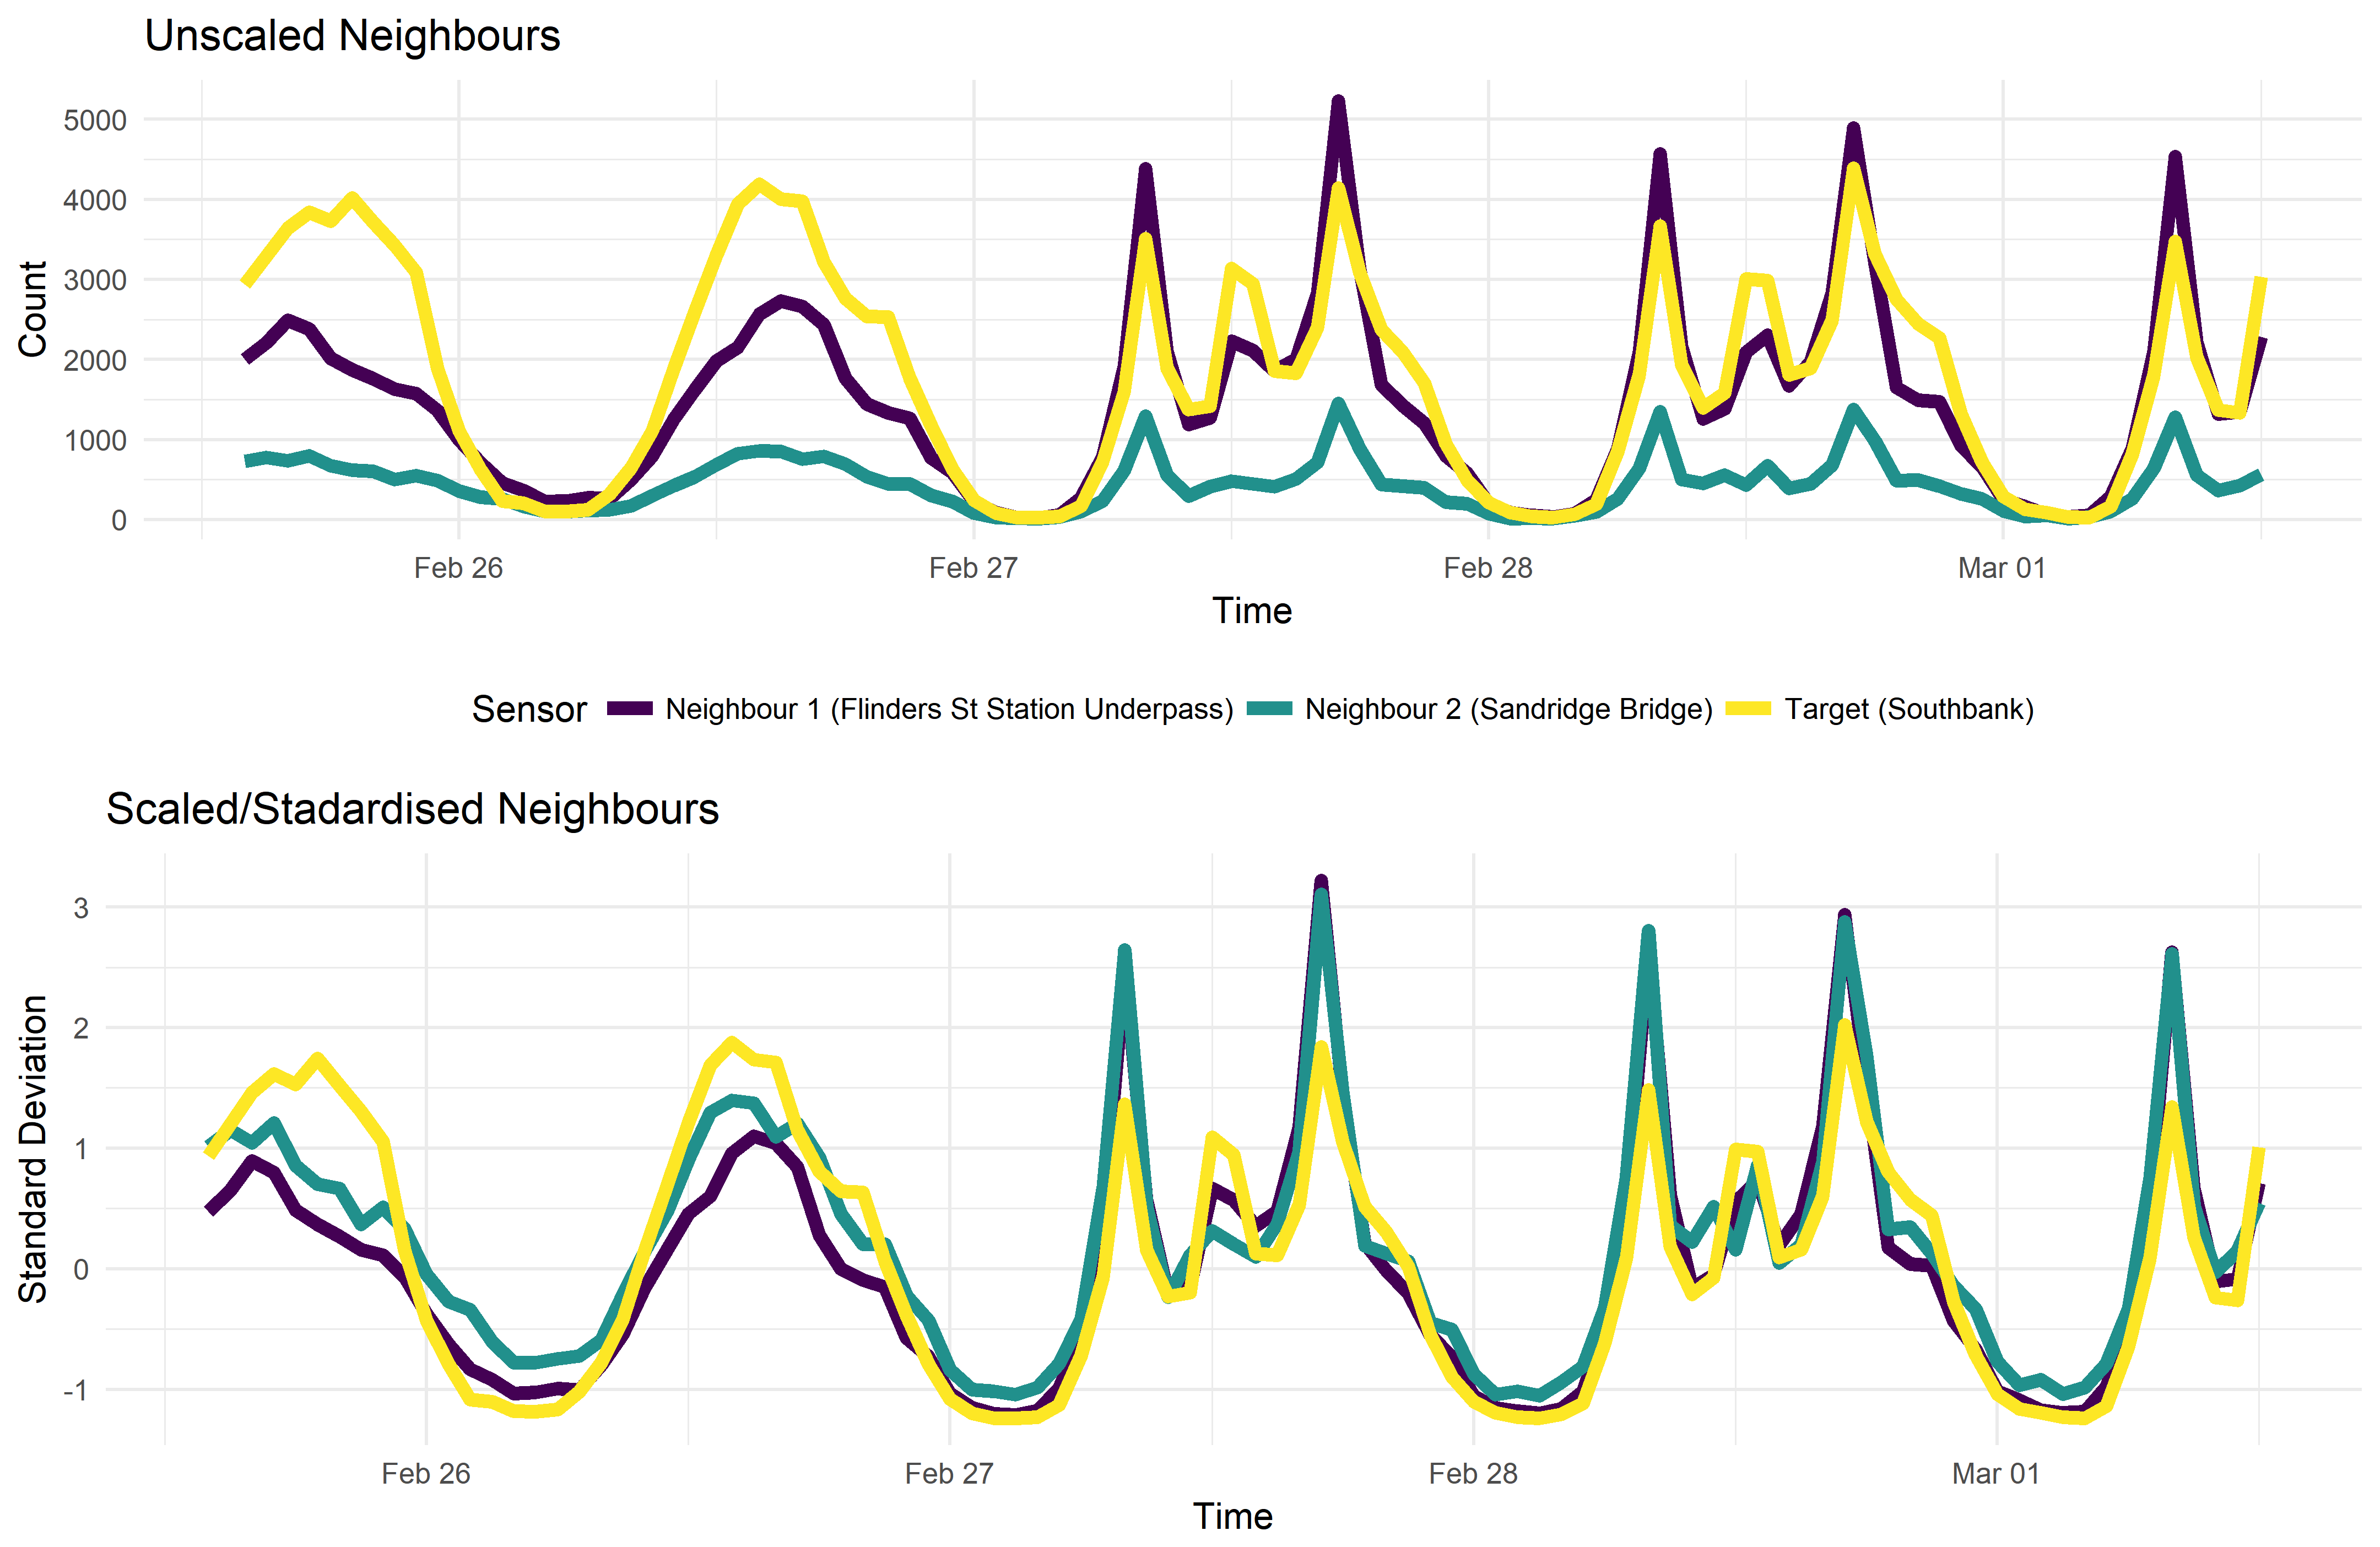 Unscaled Neighbours
Count
5000
4000
3000
2000
1000
0
Feb 26 Feb 27 Feb 28 Mar 01
Time
Sensor Neighbour 1 (Flinders St Station Underpass) Neighbour 2 (Sandridge Bridge) Target (Southbank)
Scaled/Stadardised Neighbours
Standard Deviation
3
2
1
0
-1
Feb 26 Feb 27 Feb 28 Mar 01
Time